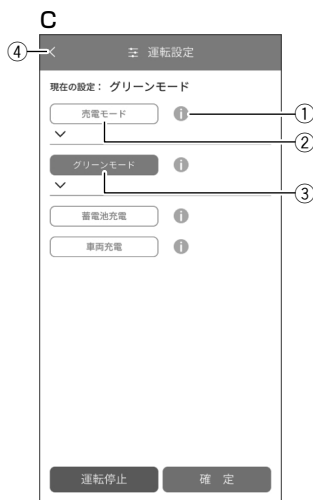 C
④
< 運転設定
現在の設定： グリーンモード
売電モード i ①
②
グリーンモード i
③
蓄電池充電 i
車両充電 i
運転停止 確 定